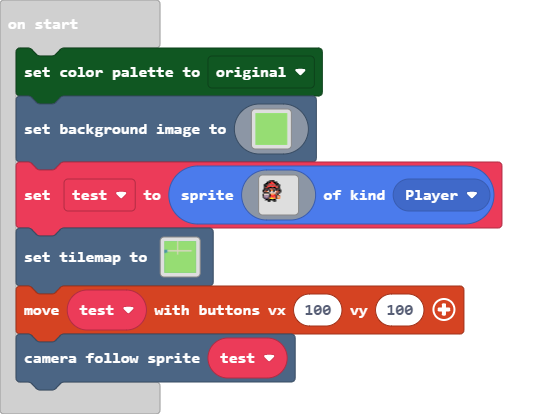 on start
set color palette to original
set background image to
set test to sprite of kind Player
set tilemap to
move test with buttons vx 100 vy 100
camera follow sprite test